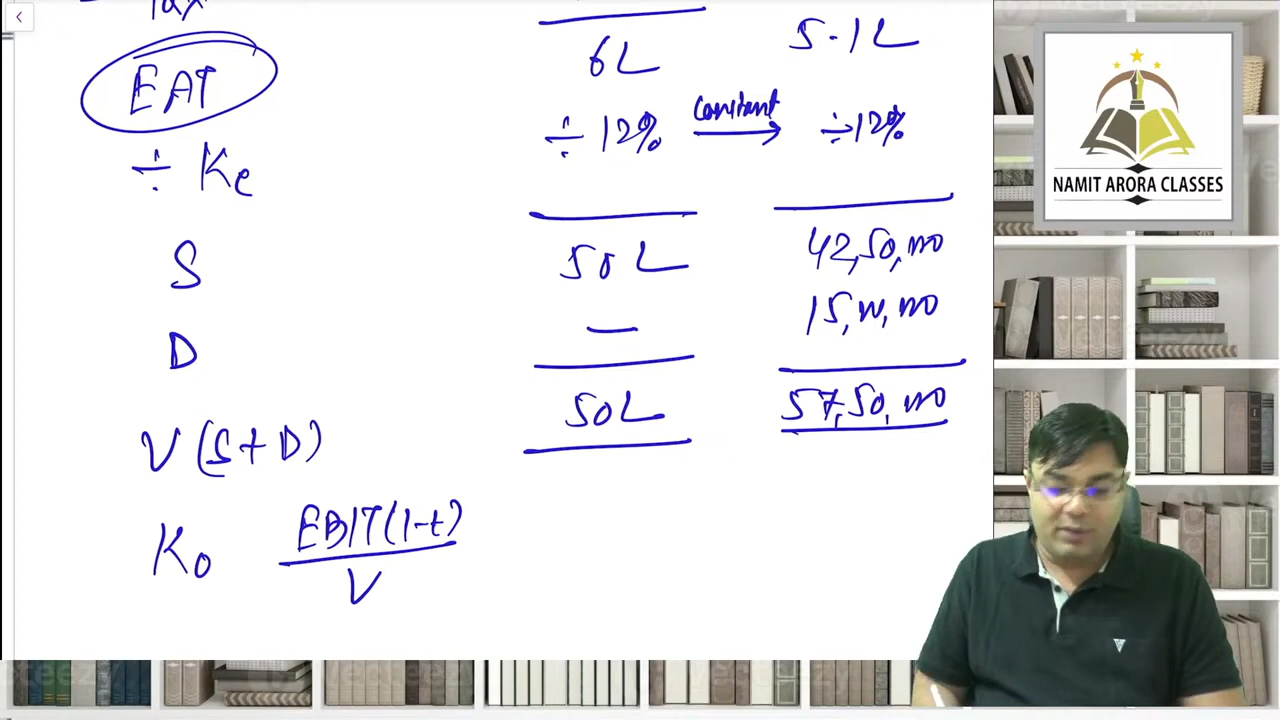 Tax
EAT 6L 5.1L
÷ Ke ÷ 12% constant ÷12%
S 50L 42,50,000
D — 15,00,000
V (S+D) 50L 57,50,000
Ko EBIT(1-t)
V
NAMIT ARORA CLASSES